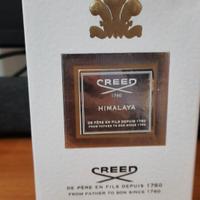 CREED
1760
HIMALAYA
DE PÈRE EN FILS DEPUIS 1760
FROM FATHER TO SON SINCE 1760
CREED
DE PÈRE EN FILS DEPUIS 1760
FROM FATHER TO SON SINCE 1760